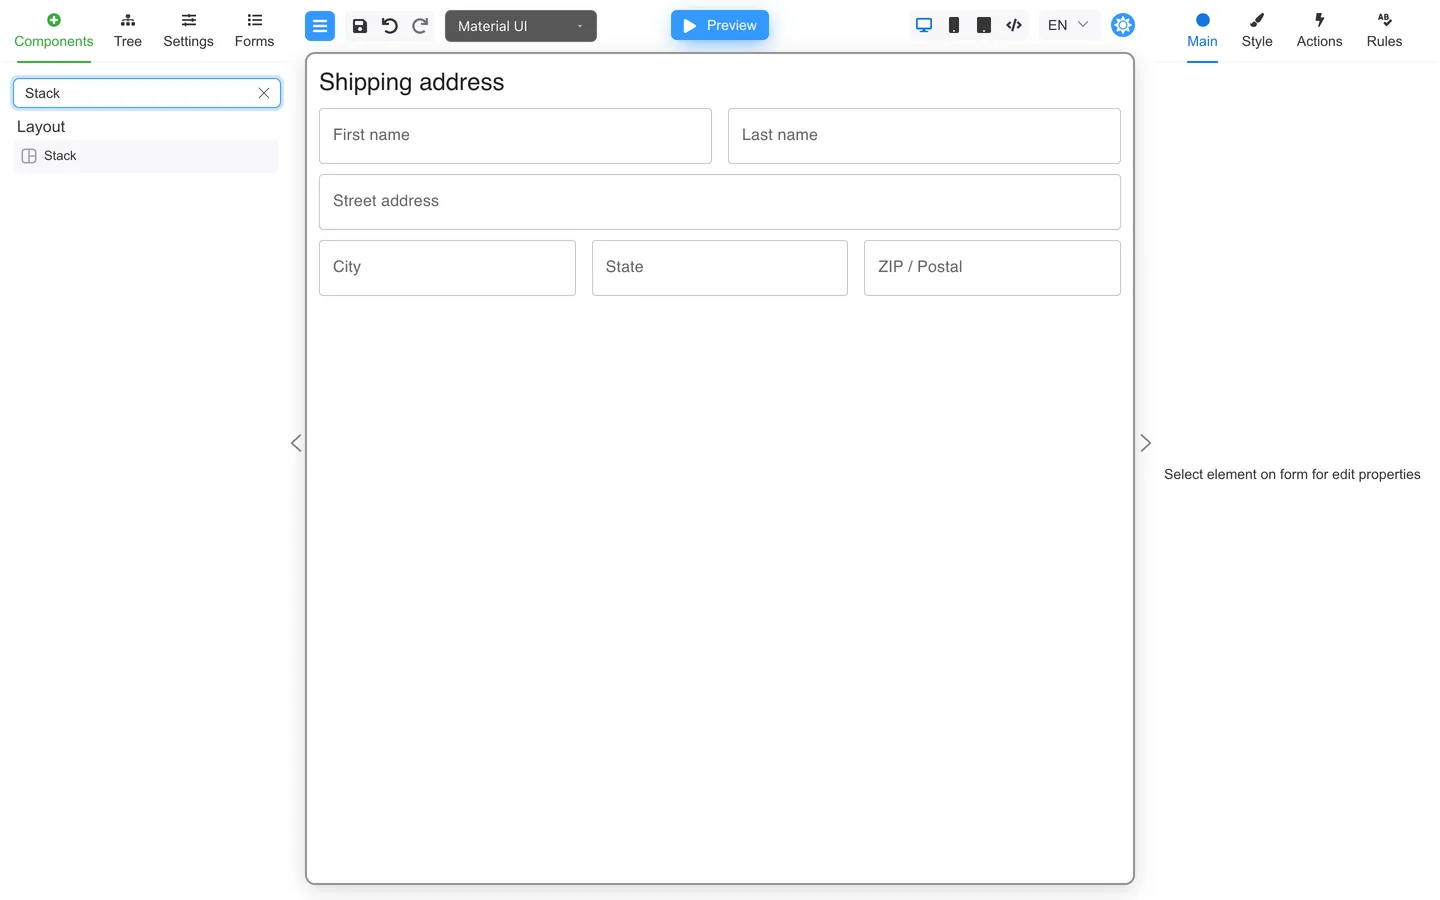 Components
Tree
Settings
Forms
Material UI
Preview
EN
Main
Style
Actions
AB
Rules
Stack
Layout
Stack
Shipping address
First name
Last name
Street address
City
State
ZIP / Postal
Select element on form for edit properties